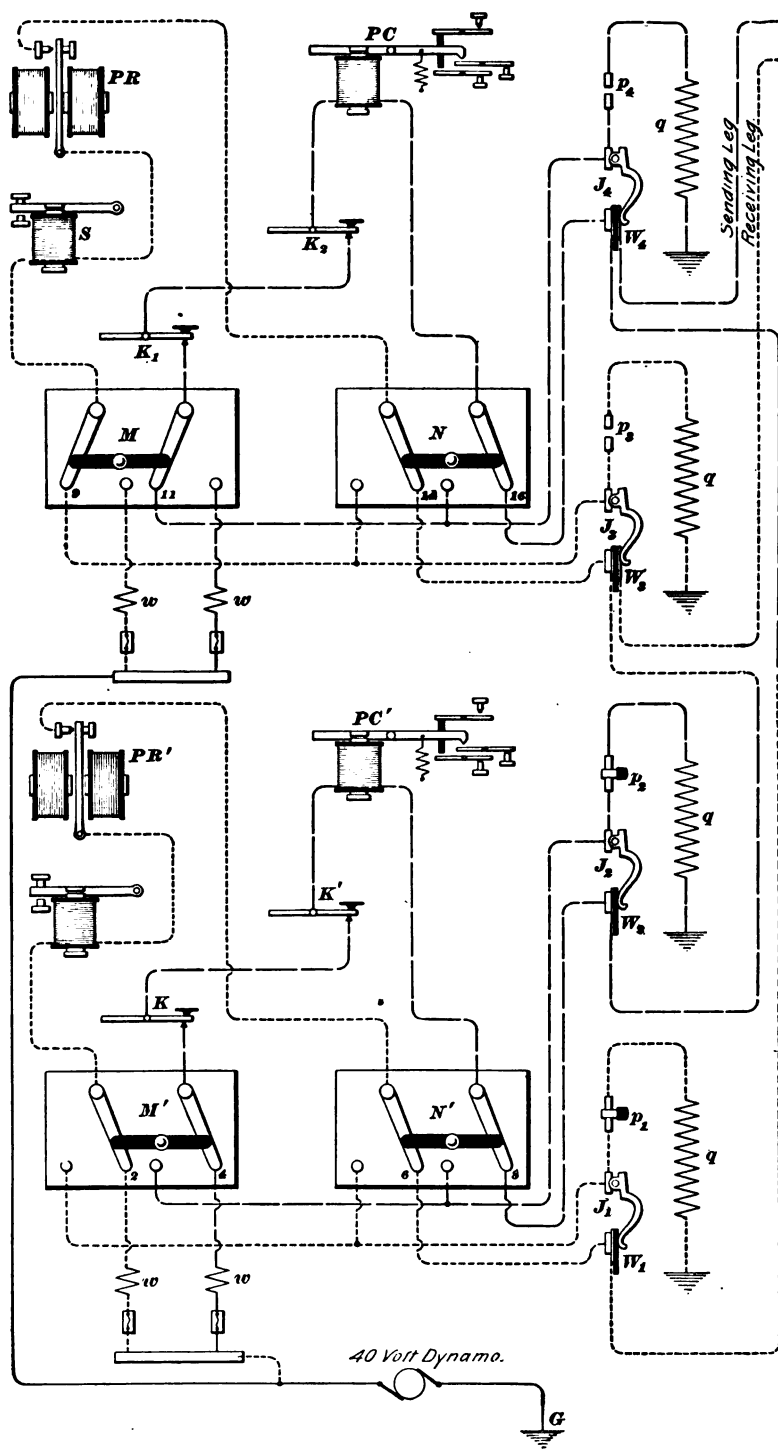 PR
PC
p₄
q
J₄
S
K₂
W₄
Sending Leg
Receiving Leg
K₁
M
N
p₃
q
9
11
14
16
J₃
W₃
w
w
PR′
PC′
p₂
q
J₂
K′
W₂
K
M′
N′
p₁
q
2
4
6
8
J₁
W₁
w
w
40 Volt Dynamo.
G